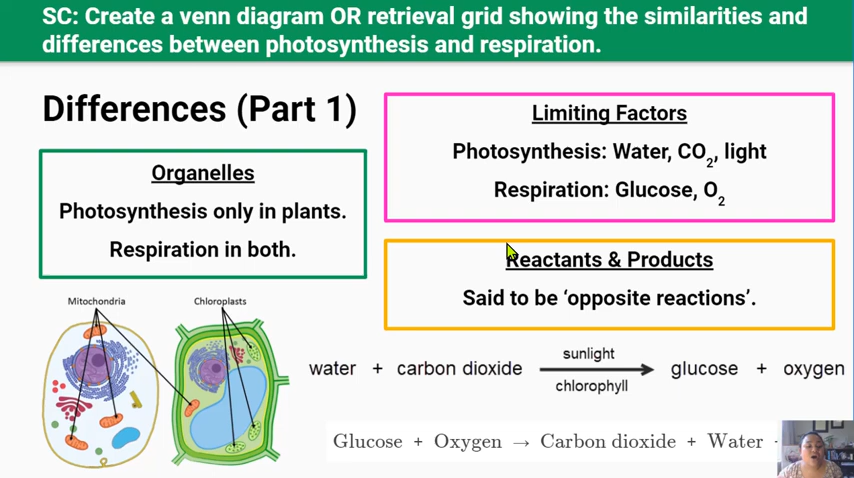 SC: Create a venn diagram OR retrieval grid showing the similarities and
differences between photosynthesis and respiration.
Differences (Part 1)
Organelles
Photosynthesis only in plants.
Respiration in both.
Limiting Factors
Photosynthesis: Water, CO₂, light
Respiration: Glucose, O₂
Reactants & Products
Said to be ‘opposite reactions’.
Mitochondria
Chloroplasts
water + carbon dioxide sunlight chlorophyll glucose + oxygen
Glucose + Oxygen → Carbon dioxide + Water